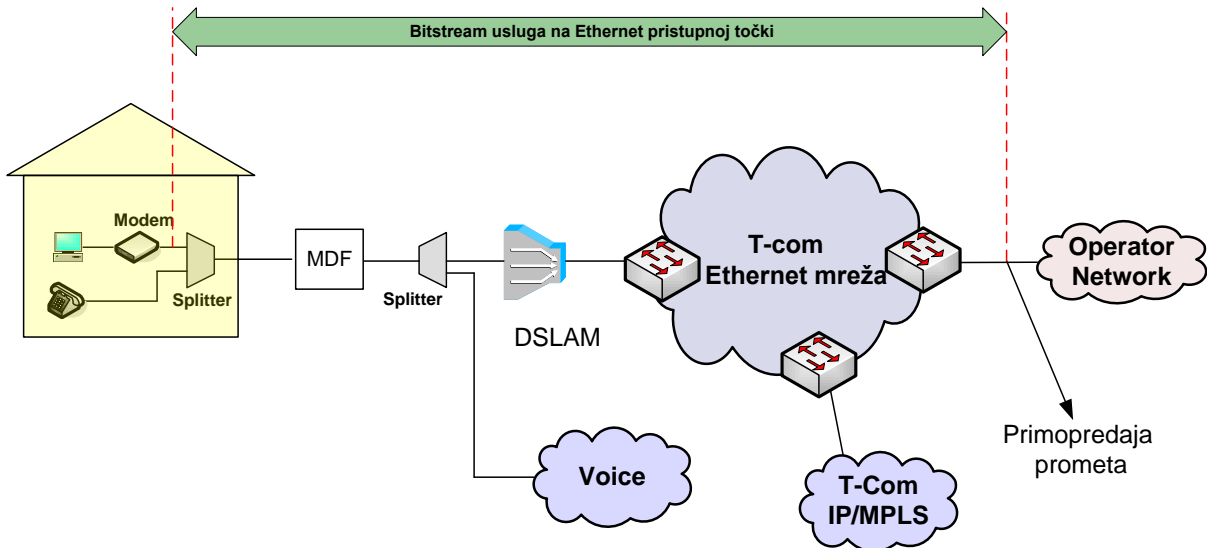 Bitstream usluga na Ethernet pristupnoj točki
Modem
Splitter
MDF
Splitter
DSLAM
T-com
Ethernet mreža
Operator
Network
Voice
T-Com
IP/MPLS
Primopredaja
prometa